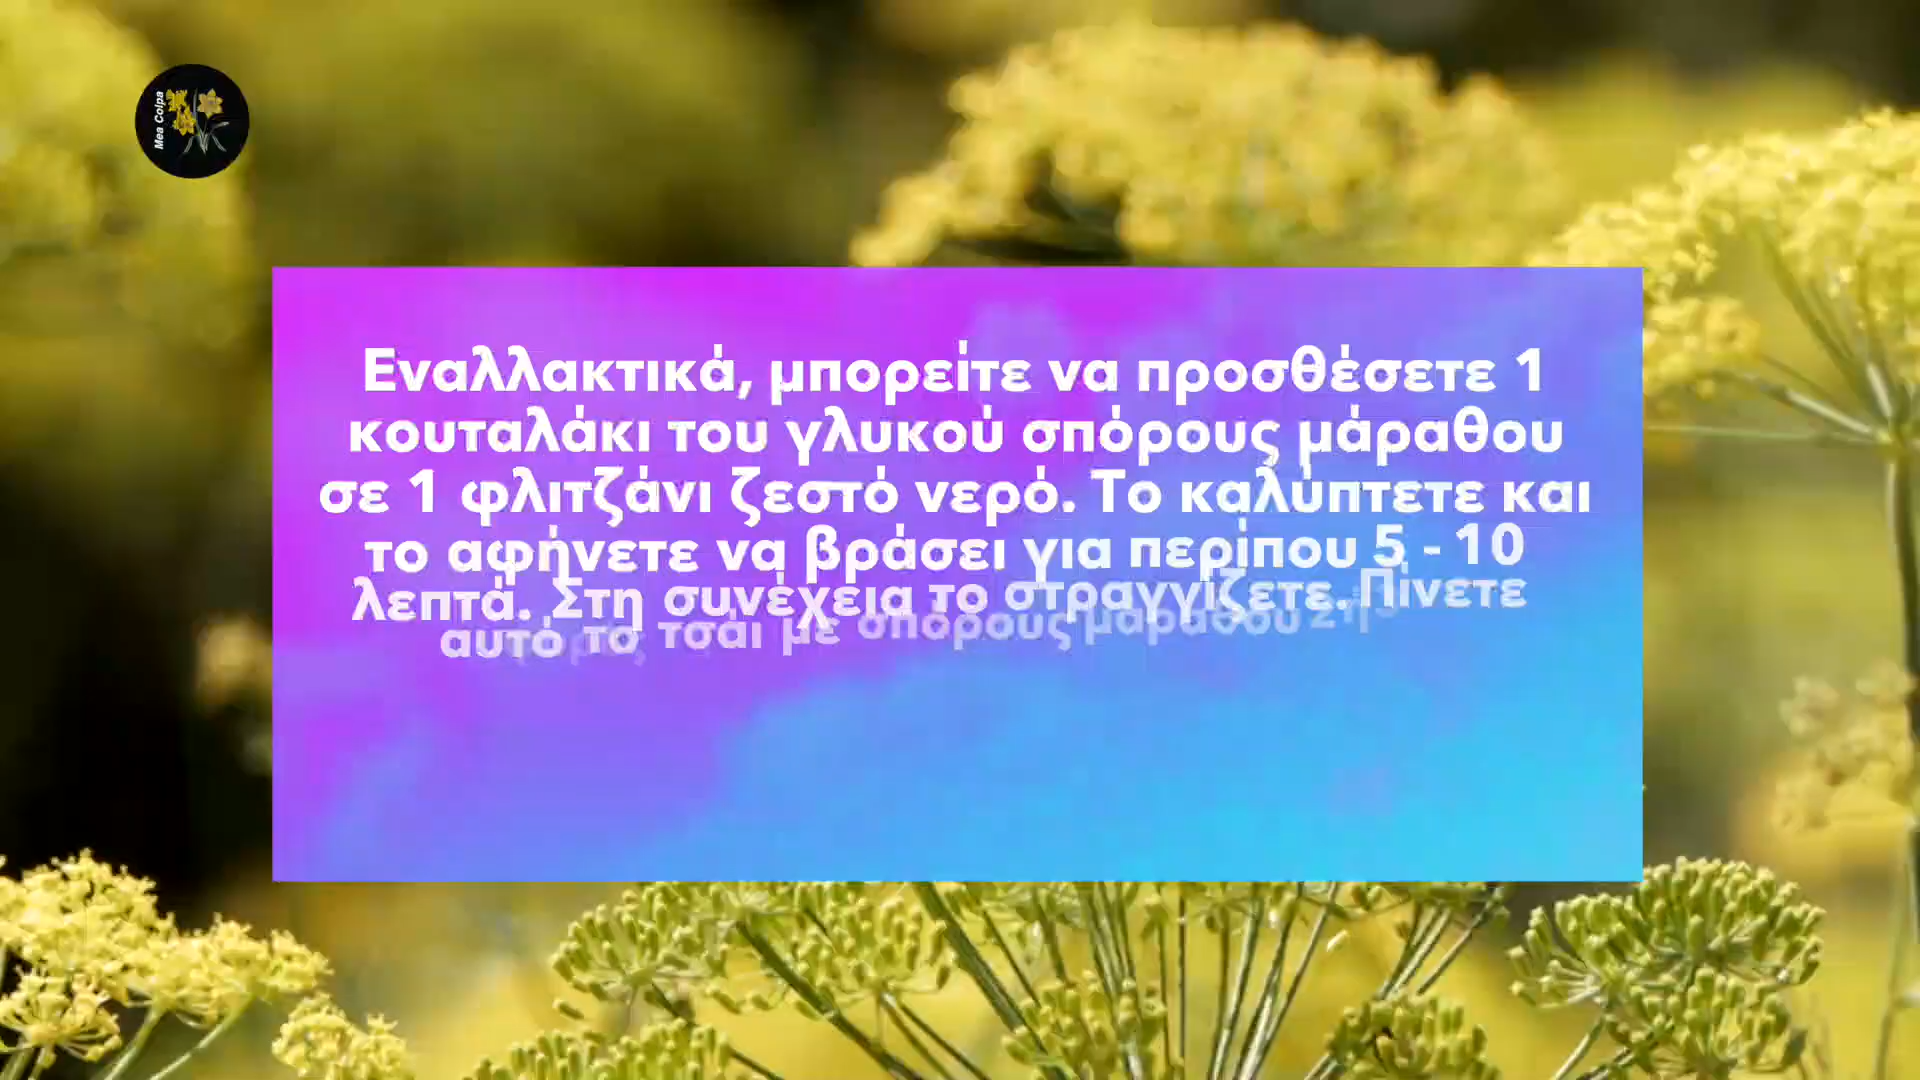 Mea Colpa
Εναλλακτικά, μπορείτε να προσθέσετε 1
κουταλάκι του γλυκού σπόρους μάραθου
σε 1 φλιτζάνι ζεστό νερό. Το καλύπτετε και
το αφήνετε να βράσει για περίπου 5 - 10
λεπτά. Στη συνέχεια το στραγγίζετε. Πίνετε
αυτό το τσάι με σπόρους μάραθου